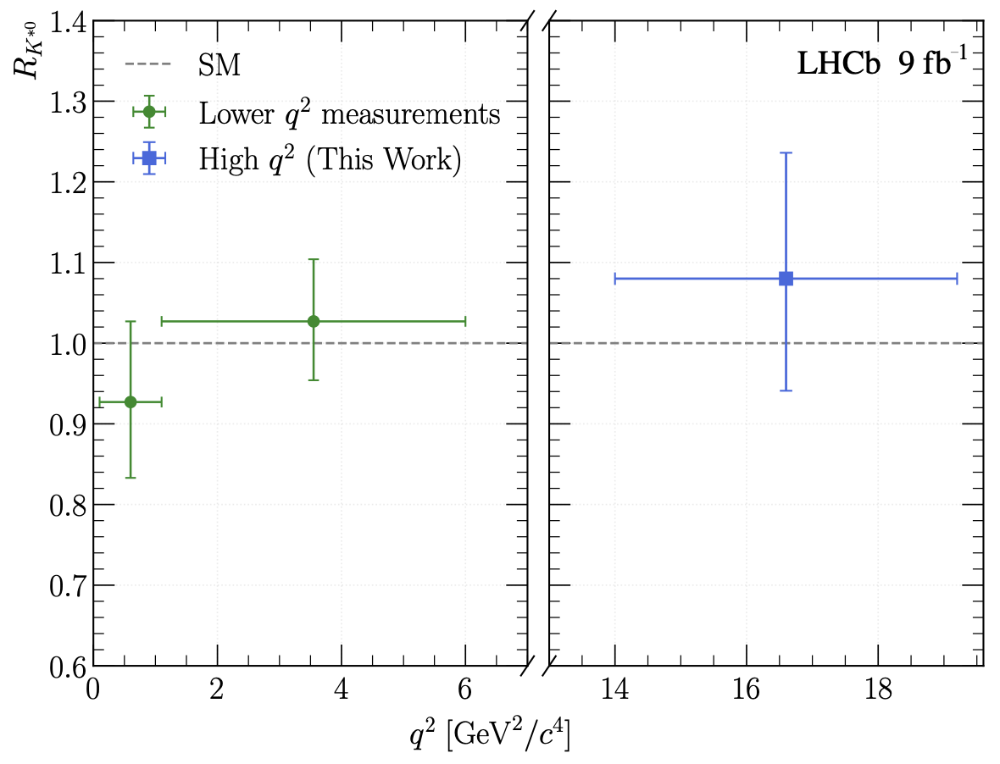 R_{K^{*0}}
1.4
1.3
1.2
1.1
1.0
0.9
0.8
0.7
0.6
SM
Lower q² measurements
High q² (This Work)
LHCb 9 fb⁻¹
0 2 4 6 14 16 18
q² [GeV²/c⁴]